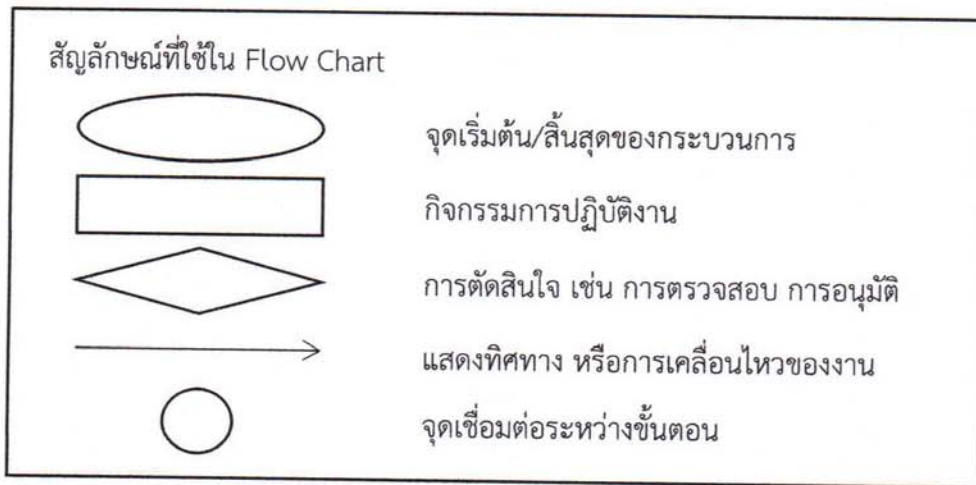 สัญลักษณ์ที่ใช้ใน Flow Chart
จุดเริ่มต้น/สิ้นสุดของกระบวนการ
กิจกรรมการปฏิบัติงาน
การตัดสินใจ เช่น การตรวจสอบ การอนุมัติ
แสดงทิศทาง หรือการเคลื่อนไหวของงาน
จุดเชื่อมต่อระหว่างขั้นตอน